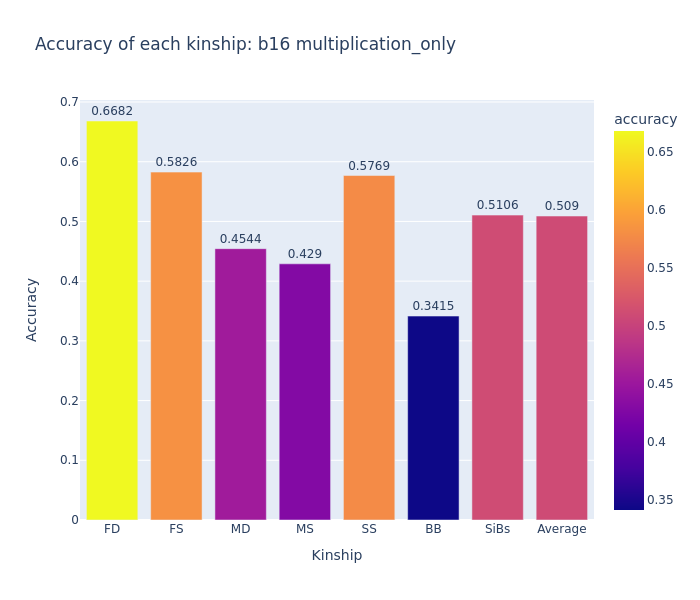 Accuracy of each kinship: b16 multiplication_only
accuracy
0.7
0.6
0.5
0.4
0.3
0.2
0.1
0
Accuracy
0.6682
0.5826
0.4544
0.429
0.5769
0.3415
0.5106
0.509
FD
FS
MD
MS
SS
BB
SiBs
Average
Kinship
0.65
0.6
0.55
0.5
0.45
0.4
0.35